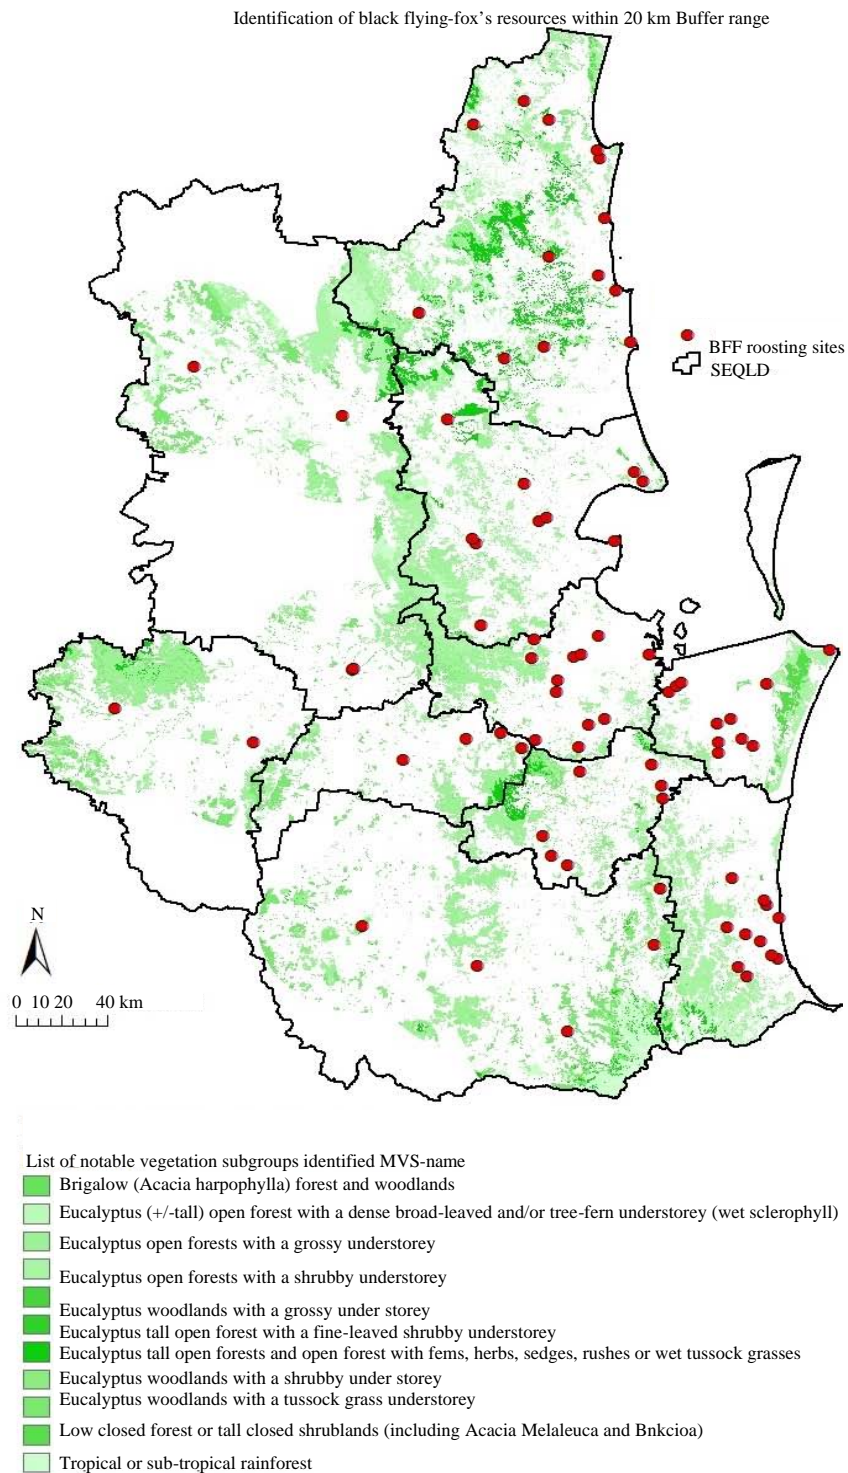 Identification of black flying-fox's resources within 20 km Buffer range
BFF roosting sites
SEQLD
N
0 10 20 40 km
List of notable vegetation subgroups identified MVS-name
Brigalow (Acacia harpophylla) forest and woodlands
Eucalyptus (+/-tall) open forest with a dense broad-leaved and/or tree-fern understorey (wet sclerophyll)
Eucalyptus open forests with a grossy understorey
Eucalyptus open forests with a shrubby understorey
Eucalyptus woodlands with a grossy under storey
Eucalyptus tall open forest with a fine-leaved shrubby understorey
Eucalyptus tall open forests and open forest with fems, herbs, sedges, rushes or wet tussock grasses
Eucalyptus woodlands with a shrubby under storey
Eucalyptus woodlands with a tussock grass understorey
Low closed forest or tall closed shrublands (including Acacia Melaleuca and Bnkcioa)
Tropical or sub-tropical rainforest